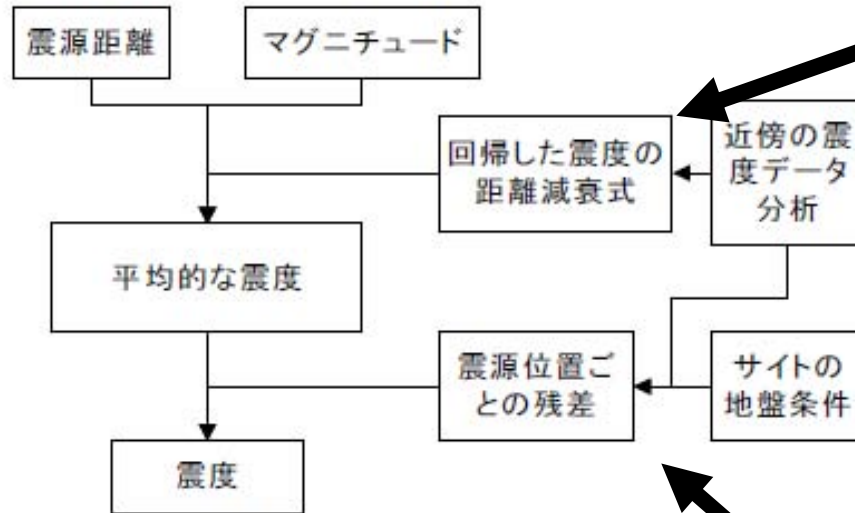 震源距離
マグニチュード
回帰した震度の
距離減衰式
近傍の震
度データ
分析
平均的な震度
震源位置ご
との残差
サイトの
地盤条件
震度